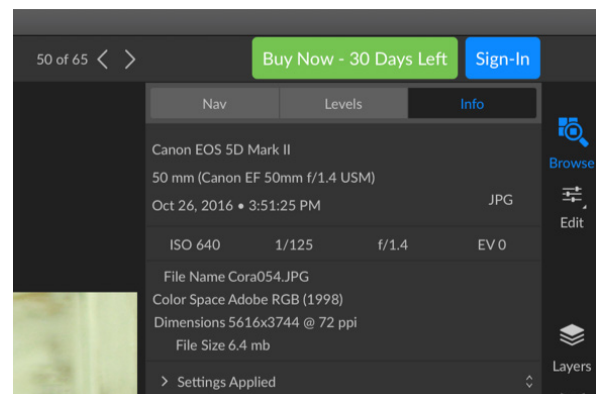 50 of 65
Buy Now - 30 Days Left
Sign-In
Nav
Levels
Info
Canon EOS 5D Mark II
50 mm (Canon EF 50mm f/1.4 USM)
Oct 26, 2016 • 3:51:25 PM
JPG
Browse
Edit
ISO 640 1/125 f/1.4 EV 0
File Name Cora054.JPG
Color Space Adobe RGB (1998)
Dimensions 5616x3744 @ 72 ppi
File Size 6.4 mb
Layers
Settings Applied